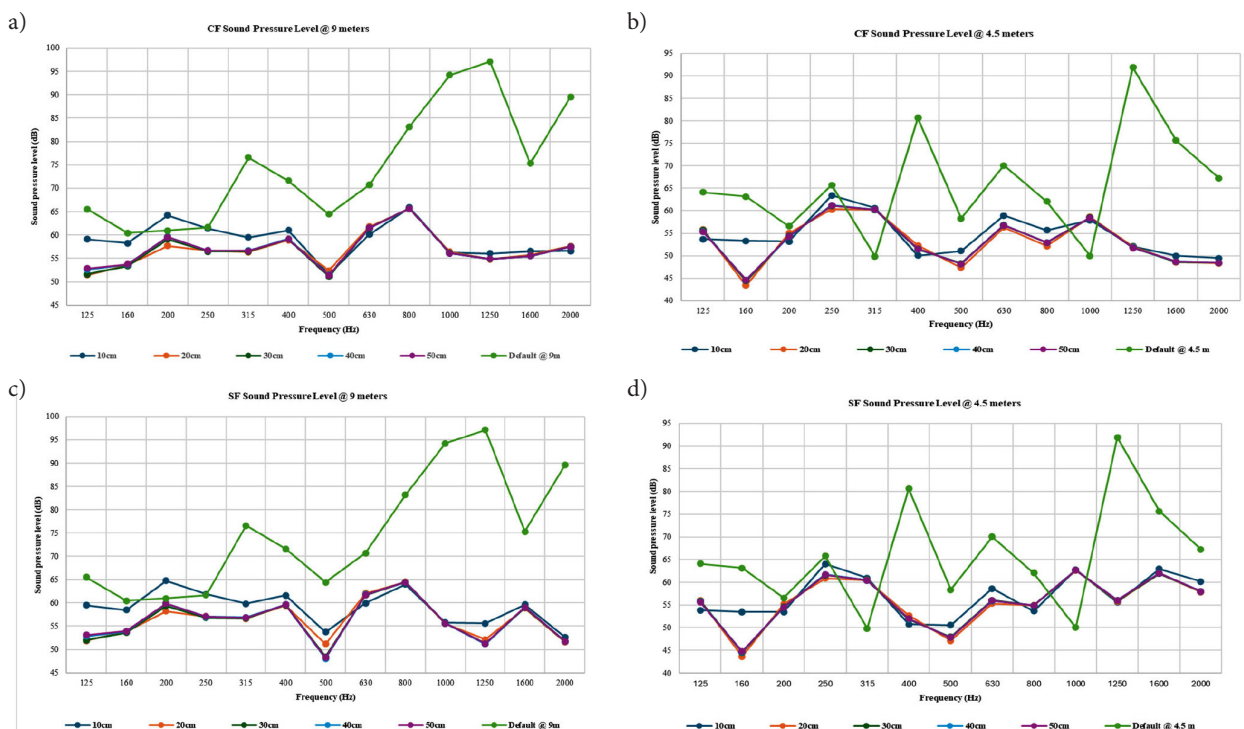 a)
CF Sound Pressure Level @ 9 meters
Sound pressure level (dB)
100
95
90
85
80
75
70
65
60
55
50
45
125 160 200 250 315 400 500 630 800 1000 1250 1600 2000
Frequency (Hz)
10cm 20cm 30cm 40cm 50cm Default @ 9m
b)
CF Sound Pressure Level @ 4.5 meters
Sound pressure level (dB)
95
90
85
80
75
70
65
60
55
50
45
40
125 160 200 250 315 400 500 630 800 1000 1250 1600 2000
Frequency (Hz)
10cm 20cm 30cm 40cm 50cm Default @ 4.5 m
c)
SF Sound Pressure Level @ 9 meters
Sound pressure level (dB)
100
95
90
85
80
75
70
65
60
55
50
45
125 160 200 250 315 400 500 630 800 1000 1250 1600 2000
Frequency (Hz)
10cm 20cm 30cm 40cm 50cm Default @ 9m
d)
SF Sound Pressure Level @ 4.5 meters
Sound pressure level (dB)
95
90
85
80
75
70
65
60
55
50
45
40
125 160 200 250 315 400 500 630 800 1000 1250 1600 2000
Frequency (Hz)
10cm 20cm 30cm 40cm 50cm Default @ 4.5 m